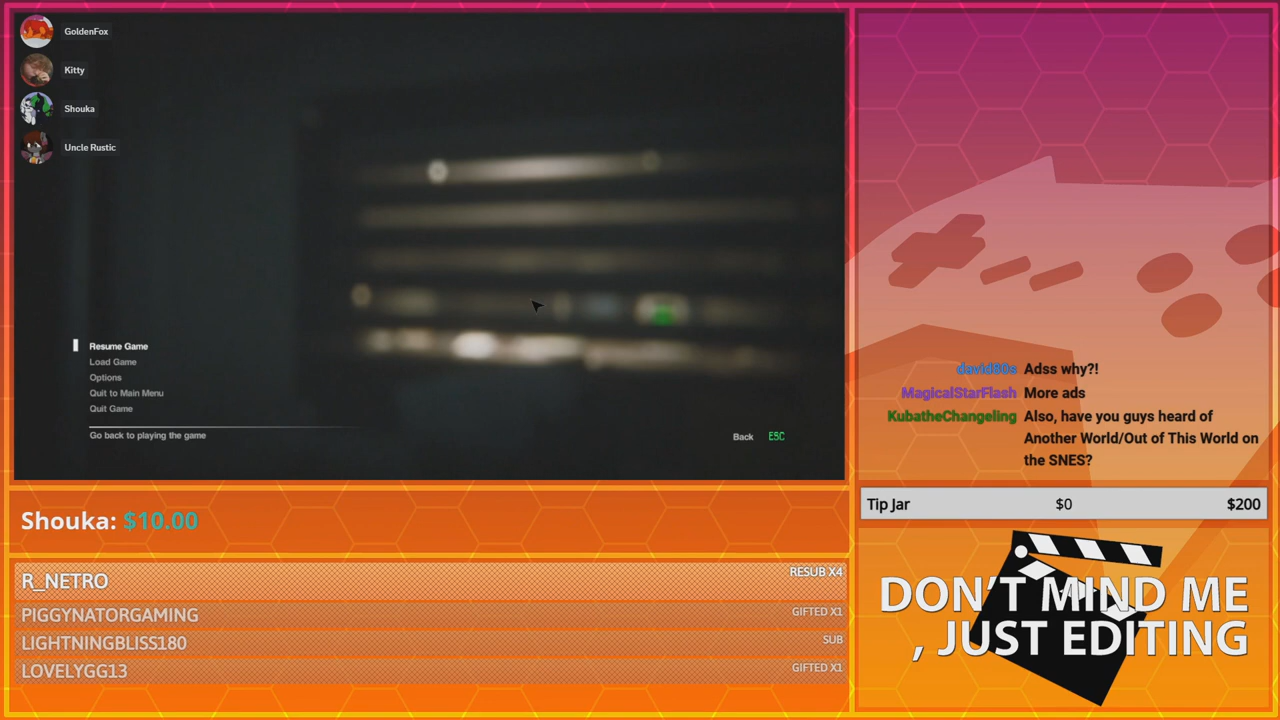 GoldenFox
Kitty
Shouka
Uncle Rustic
Resume Game
Load Game
Options
Quit to Main Menu
Quit Game
Go back to playing the game
Back ESC
david80s Adss why?!
MagicalStarFlash More ads
KubatheChangeling Also, have you guys heard of
Another World/Out of This World on
the SNES?
Tip Jar $0 $200
Shouka: $10.00
R_NETRO RESUB X4
PIGGYNATORGAMING GIFTED X1
LIGHTNINGBLISS180 SUB
LOVELYGG13 GIFTED X1
DON'T MIND ME
, JUST EDITING